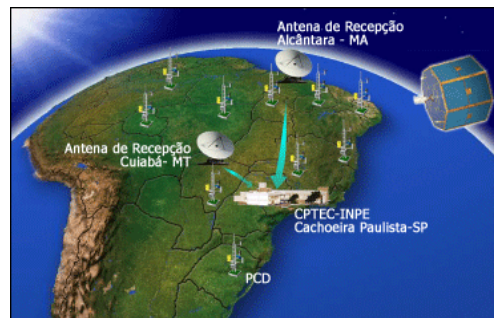 Antena de Recepção
Alcântara - MA
Antena de Recepção
Cuiabá- MT
CPTEC-INPE
Cachoeira Paulista-SP
PCD